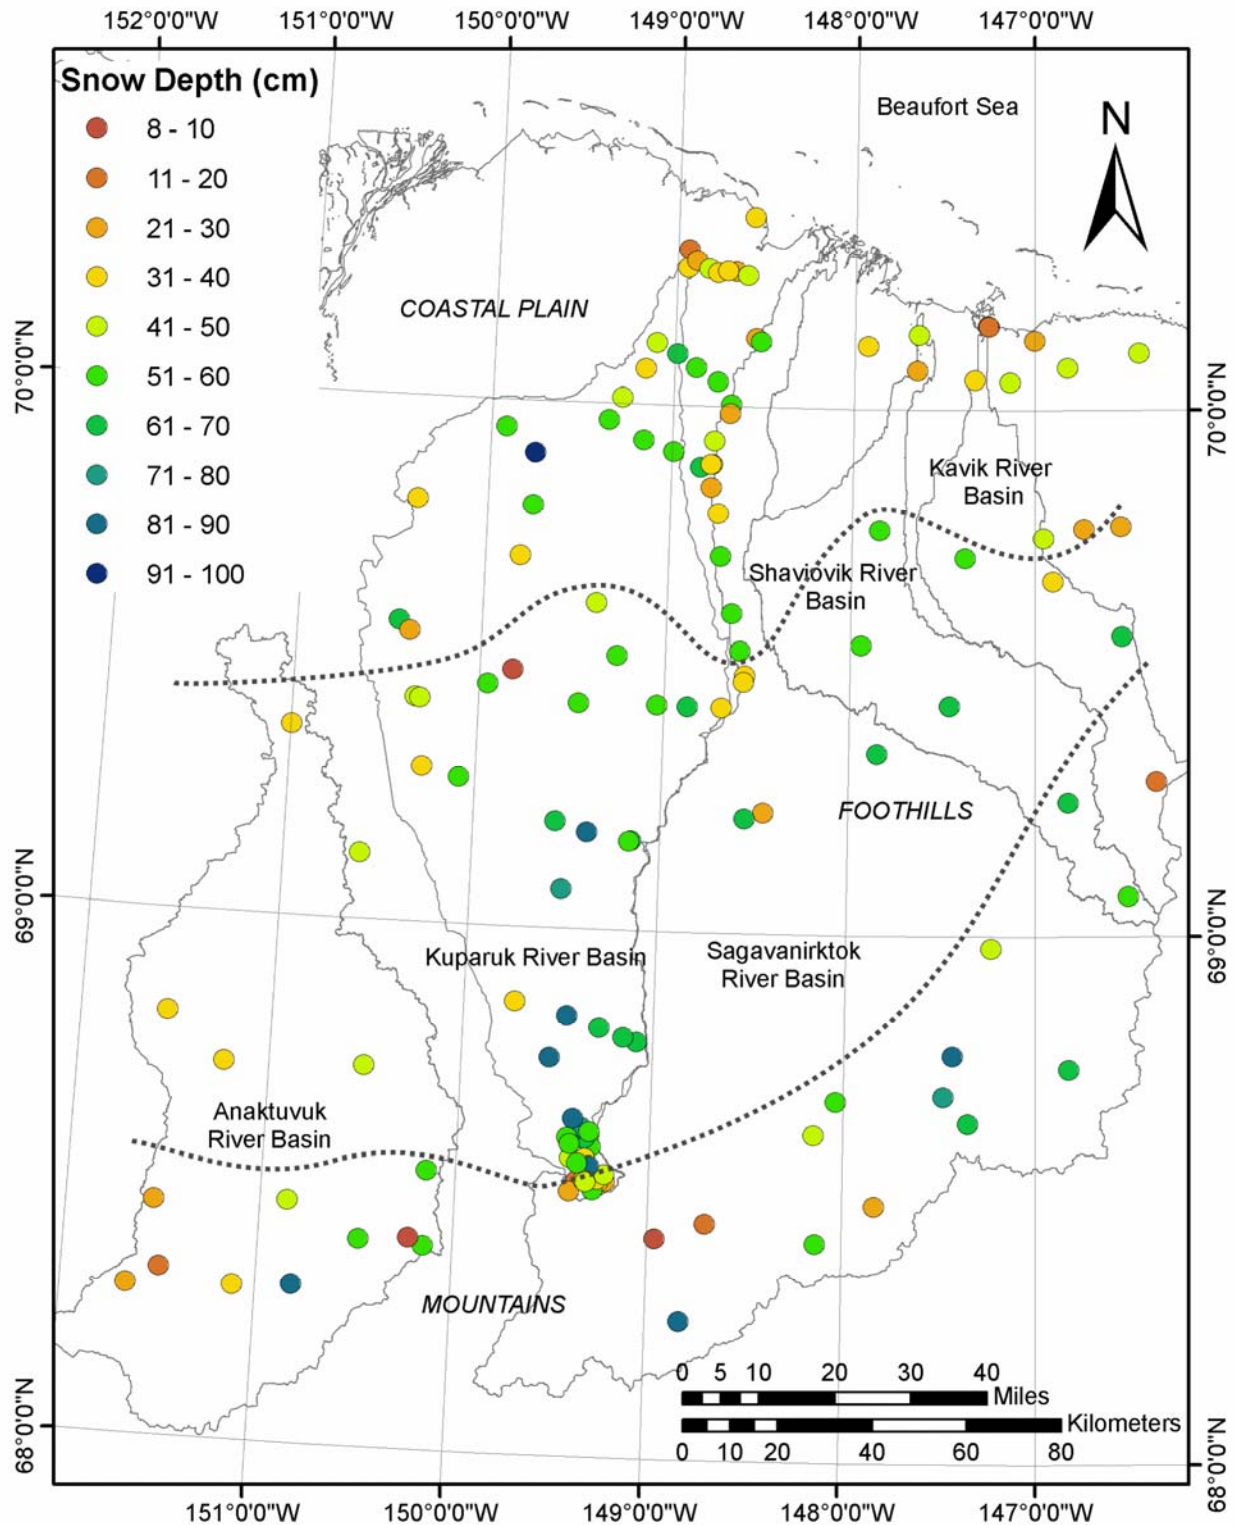 152°0'0"W 151°0'0"W 150°0'0"W 149°0'0"W 148°0'0"W 147°0'0"W
Snow Depth (cm)
8 - 10
11 - 20
21 - 30
31 - 40
41 - 50
51 - 60
61 - 70
71 - 80
81 - 90
91 - 100
Beaufort Sea
N
COASTAL PLAIN
70°0'0"N
70°0'0"N
Kavik River
Basin
Shaviovik River
Basin
FOOTHILLS
69°0'0"N
69°0'0"N
Kuparuk River Basin
Sagavanirktok
River Basin
Anaktuvuk
River Basin
MOUNTAINS
0 5 10 20 30 40
Miles
Kilometers
0 10 20 40 60 80
68°0'0"N
68°0'0"N
151°0'0"W 150°0'0"W 149°0'0"W 148°0'0"W 147°0'0"W